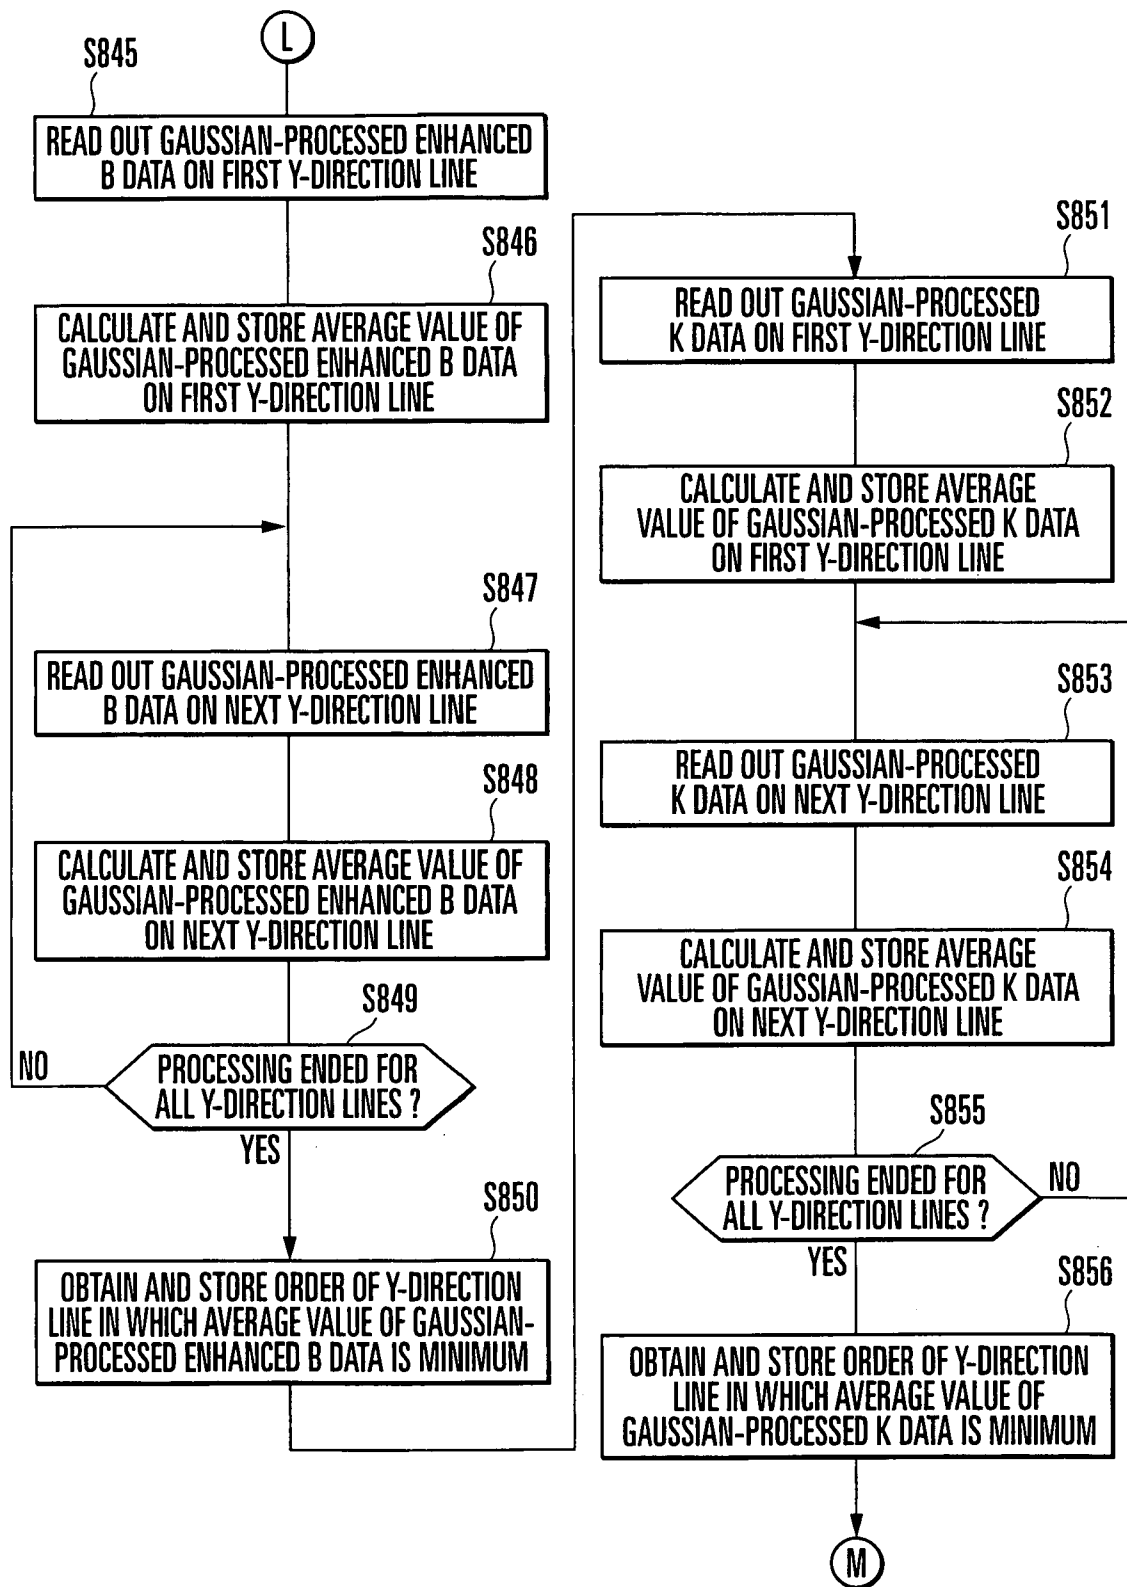 L
S845
READ OUT GAUSSIAN-PROCESSED ENHANCED
B DATA ON FIRST Y-DIRECTION LINE
S846
CALCULATE AND STORE AVERAGE VALUE OF
GAUSSIAN-PROCESSED ENHANCED B DATA
ON FIRST Y-DIRECTION LINE
S847
READ OUT GAUSSIAN-PROCESSED ENHANCED
B DATA ON NEXT Y-DIRECTION LINE
S848
CALCULATE AND STORE AVERAGE VALUE OF
GAUSSIAN-PROCESSED ENHANCED B DATA
ON NEXT Y-DIRECTION LINE
S849
PROCESSING ENDED FOR
ALL Y-DIRECTION LINES ?
NO
YES
S850
OBTAIN AND STORE ORDER OF Y-DIRECTION
LINE IN WHICH AVERAGE VALUE OF GAUSSIAN-
PROCESSED ENHANCED B DATA IS MINIMUM
S851
READ OUT GAUSSIAN-PROCESSED
K DATA ON FIRST Y-DIRECTION LINE
S852
CALCULATE AND STORE AVERAGE
VALUE OF GAUSSIAN-PROCESSED K DATA
ON FIRST Y-DIRECTION LINE
S853
READ OUT GAUSSIAN-PROCESSED
K DATA ON NEXT Y-DIRECTION LINE
S854
CALCULATE AND STORE AVERAGE
VALUE OF GAUSSIAN-PROCESSED K DATA
ON NEXT Y-DIRECTION LINE
S855
PROCESSING ENDED FOR
ALL Y-DIRECTION LINES ?
NO
YES
S856
OBTAIN AND STORE ORDER OF Y-DIRECTION
LINE IN WHICH AVERAGE VALUE OF
GAUSSIAN-PROCESSED K DATA IS MINIMUM
M